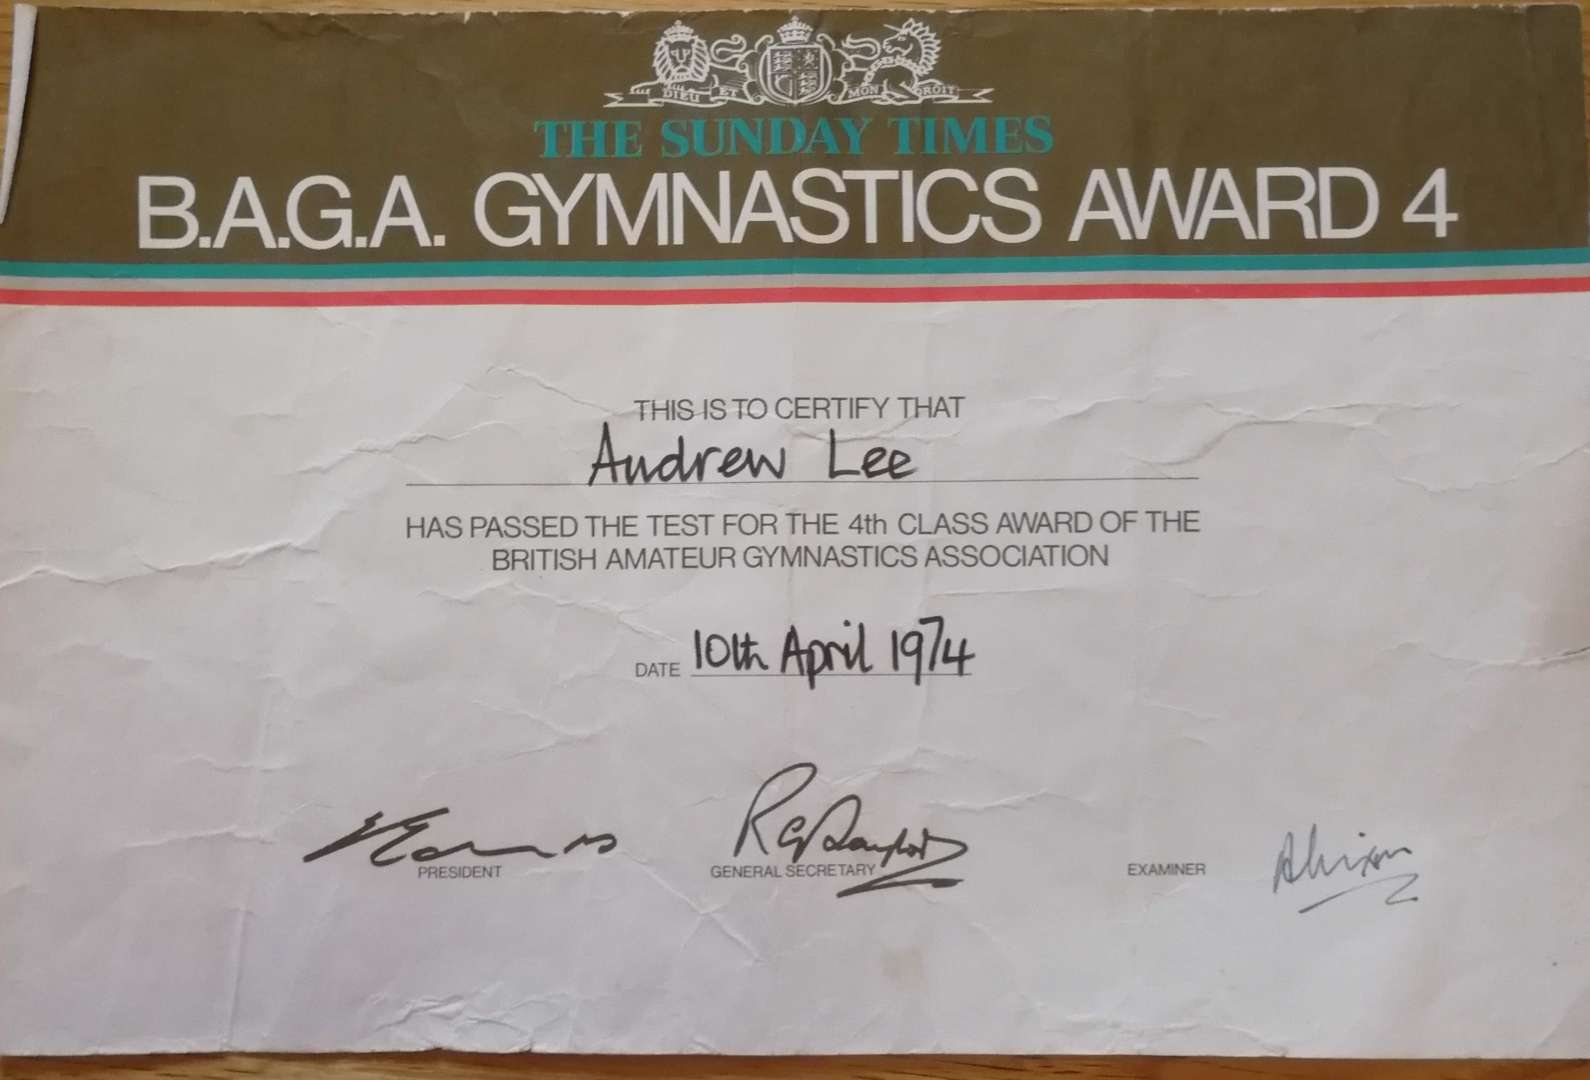 DIEU ET MON DROIT
THE SUNDAY TIMES
B.A.G.A. GYMNASTICS AWARD 4
THIS IS TO CERTIFY THAT
Andrew Lee
HAS PASSED THE TEST FOR THE 4th CLASS AWARD OF THE
BRITISH AMATEUR GYMNASTICS ASSOCIATION
DATE 10th April 1974
PRESIDENT
GENERAL SECRETARY
EXAMINER